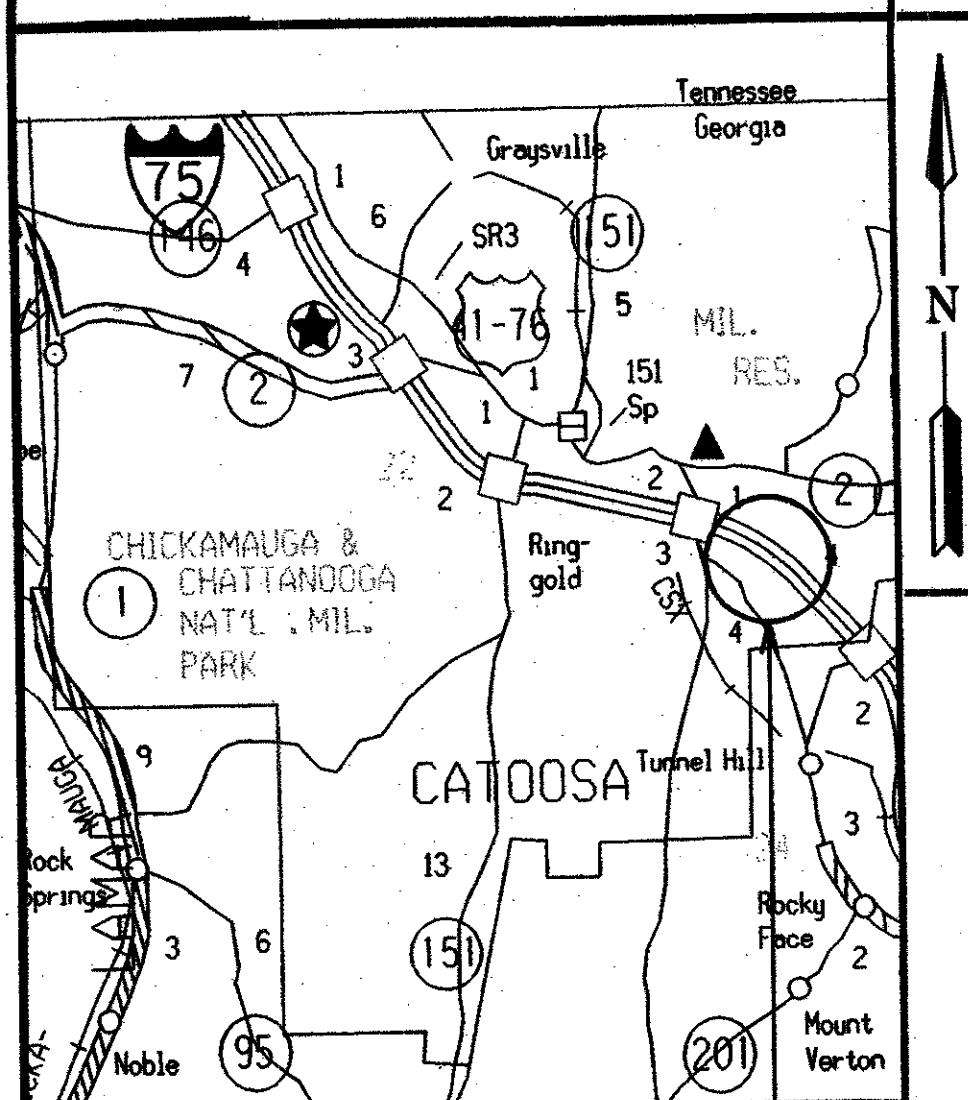 Tennessee
Georgia
Graysville
75
1
146
6
4
SR3
151
5
41-76
MIL.
RES.
3
7
2
1
151
Sp
1
2
2
1
2
22
2
Ring-
gold
3
CSX
4
CHICKAMAUGA &
CHATTANOOGA
NAT'L . MIL.
PARK
1
N
2
9
CATOOSA
Tunnel Hill
3
13
34
Rock
Springs
Rocky
Face
3
6
151
2
95
201
Noble
Mount
Verton